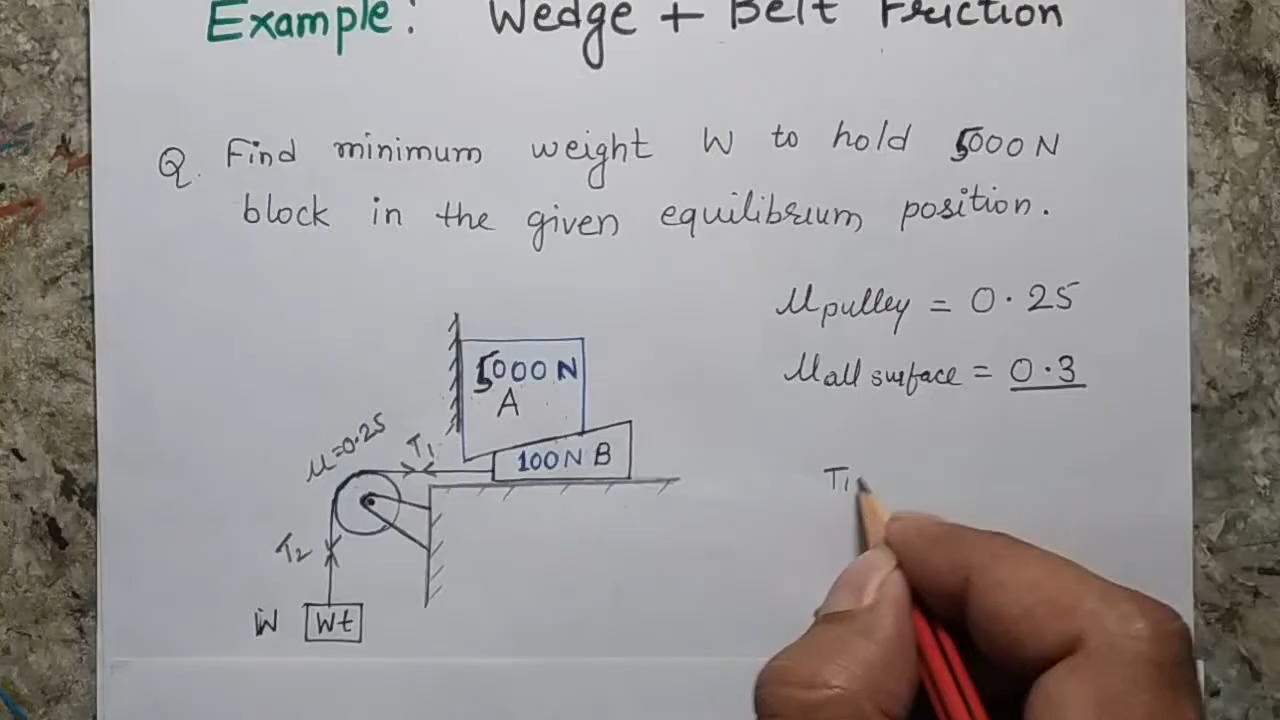 Example: Wedge + Belt Friction
Q. Find minimum weight W to hold 5000 N
block in the given equilibrium position.
μpulley = 0.25
μall surface = 0.3
5000 N
A
μ=0.25
T1
100N B
T1
T2
W
Wt